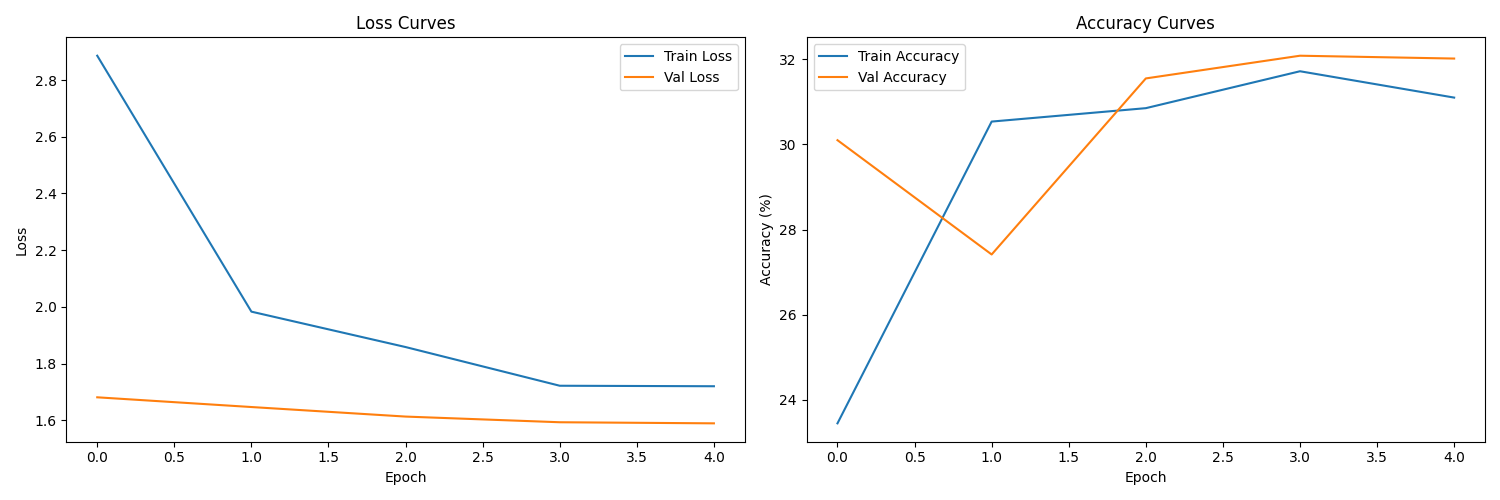 Loss Curves
Train Loss
Val Loss
2.8
2.6
2.4
2.2
2.0
1.8
1.6
Loss
0.0 0.5 1.0 1.5 2.0 2.5 3.0 3.5 4.0
Epoch
Accuracy Curves
Train Accuracy
Val Accuracy
32
30
28
26
24
Accuracy (%)
0.0 0.5 1.0 1.5 2.0 2.5 3.0 3.5 4.0
Epoch